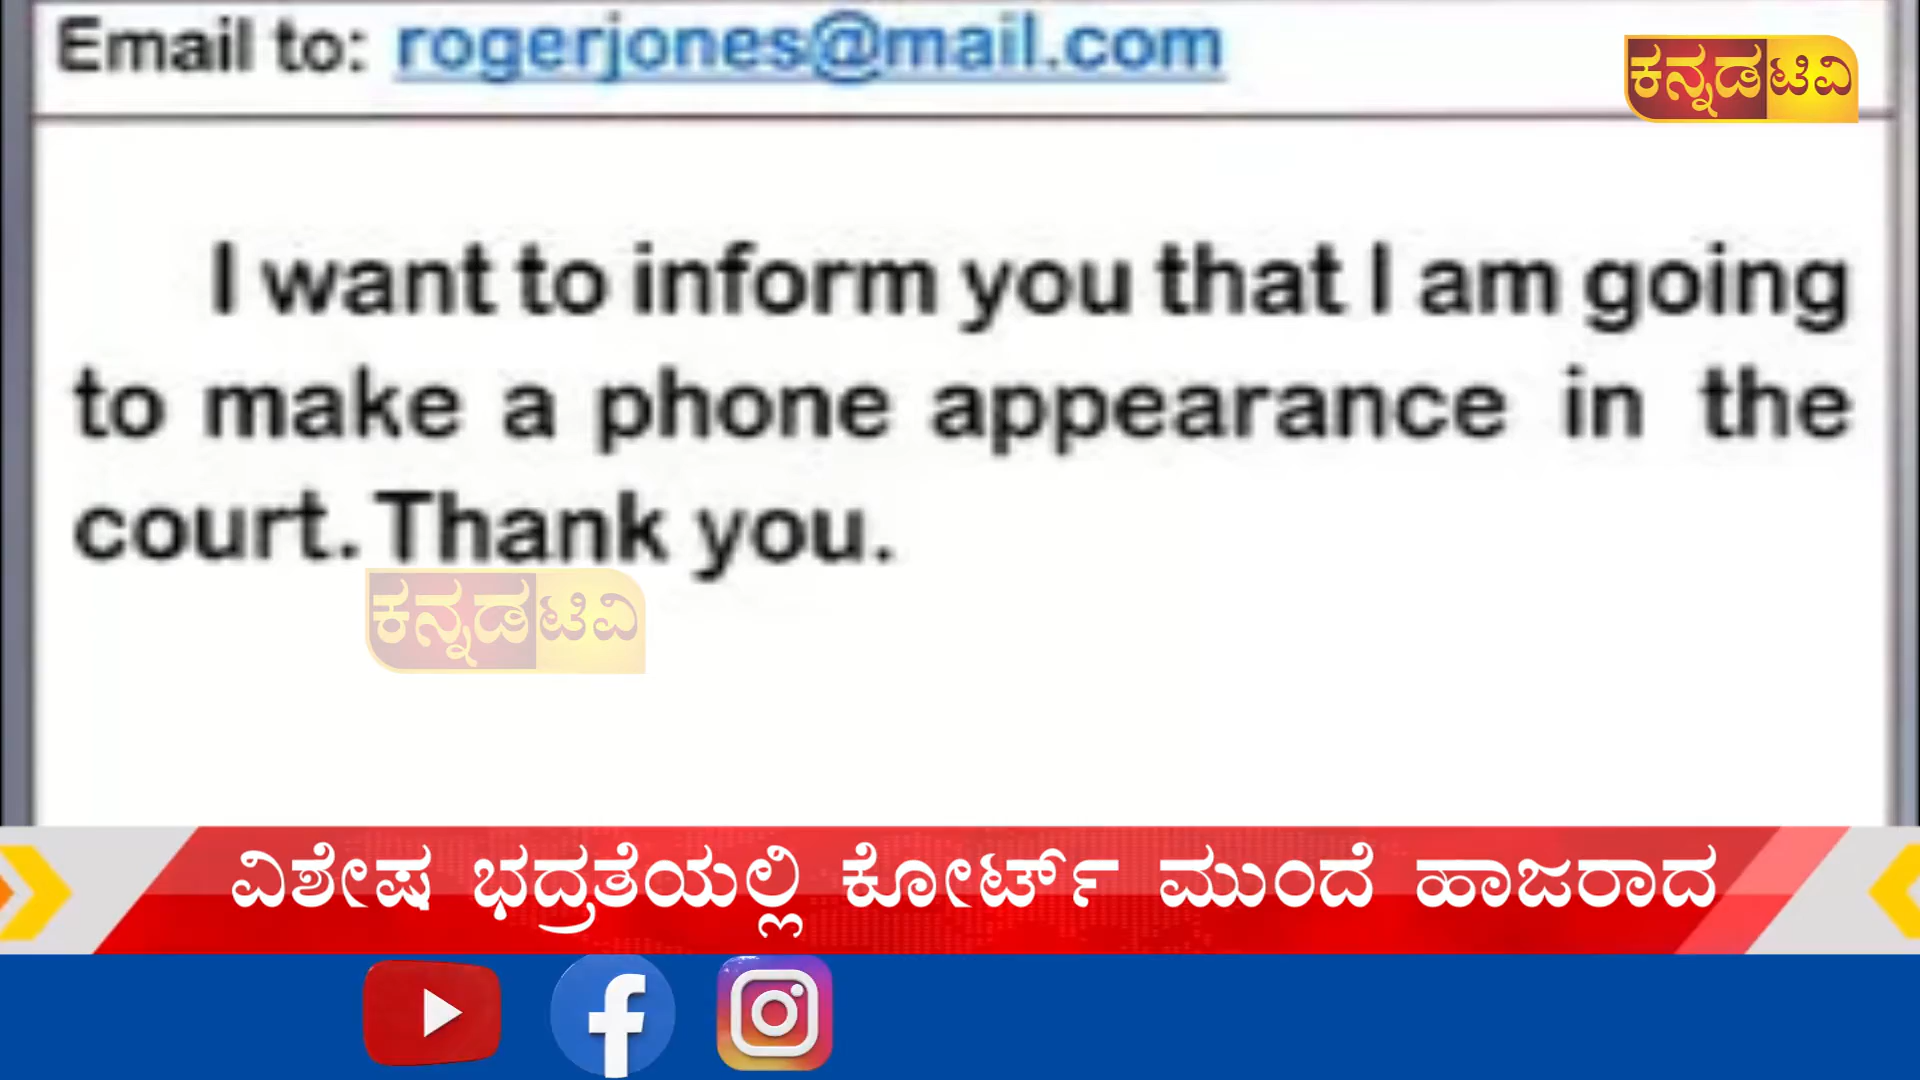 Email to: rogerjones@mail.com
ಕನ್ನಡಟಿವಿ
I want to inform you that I am going
to make a phone appearance in the
court. Thank you.
ಕನ್ನಡಟಿವಿ
ವಿಶೇಷ ಭದ್ರತೆಯಲ್ಲಿ ಕೋರ್ಟ್ ಮುಂದೆ ಹಾಜರಾದ